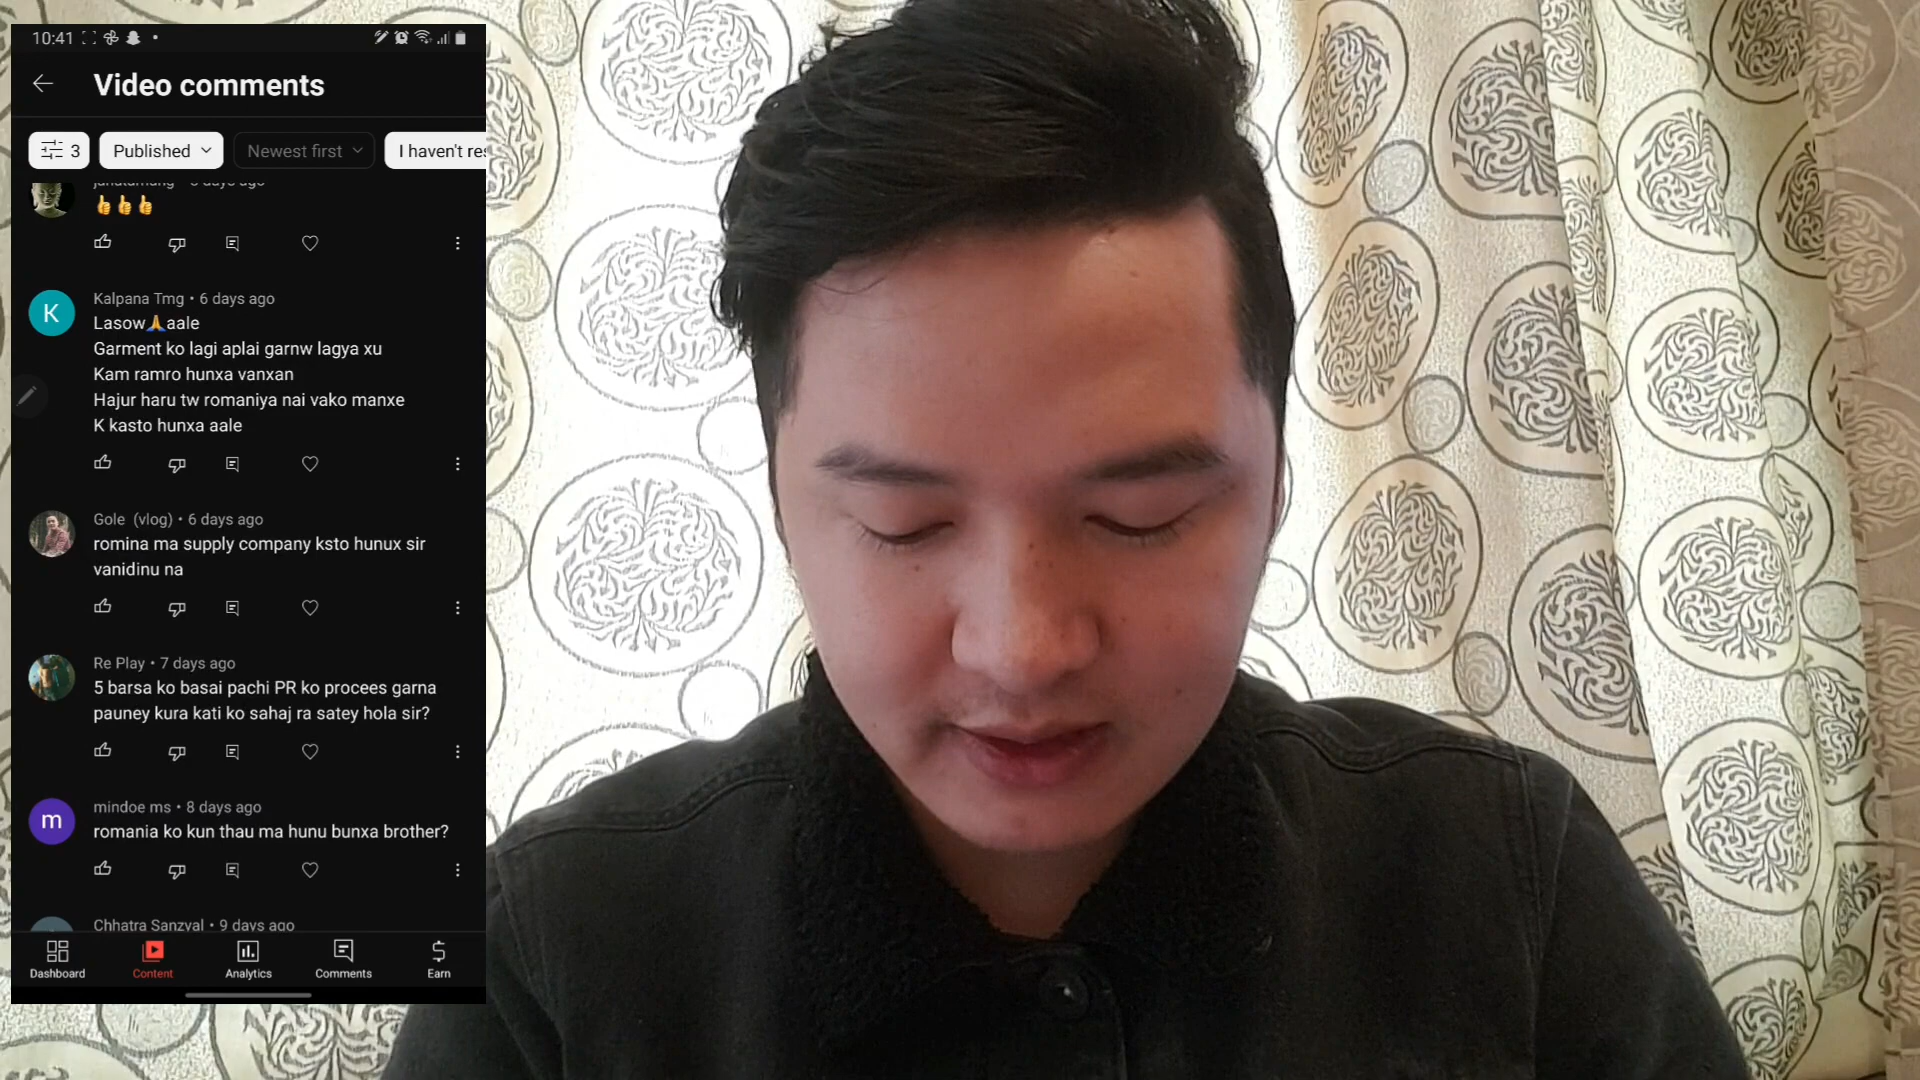 10:41
Video comments
3
Published
Newest first
I haven't res
👍👍👍
Kalpana Tmg • 6 days ago
Lasow🙏aale
Garment ko lagi aplai garnw lagya xu
Kam ramro hunxa vanxan
Hajur haru tw romaniya nai vako manxe
K kasto hunxa aale
Gole (vlog) • 6 days ago
romina ma supply company ksto hunux sir
vanidinu na
Re Play • 7 days ago
5 barsa ko basai pachi PR ko procees garna
pauney kura kati ko sahaj ra satey hola sir?
mindoe ms • 8 days ago
romania ko kun thau ma hunu bunxa brother?
Chhatra Sanzyal • 9 days ago
Dashboard
Content
Analytics
Comments
Earn